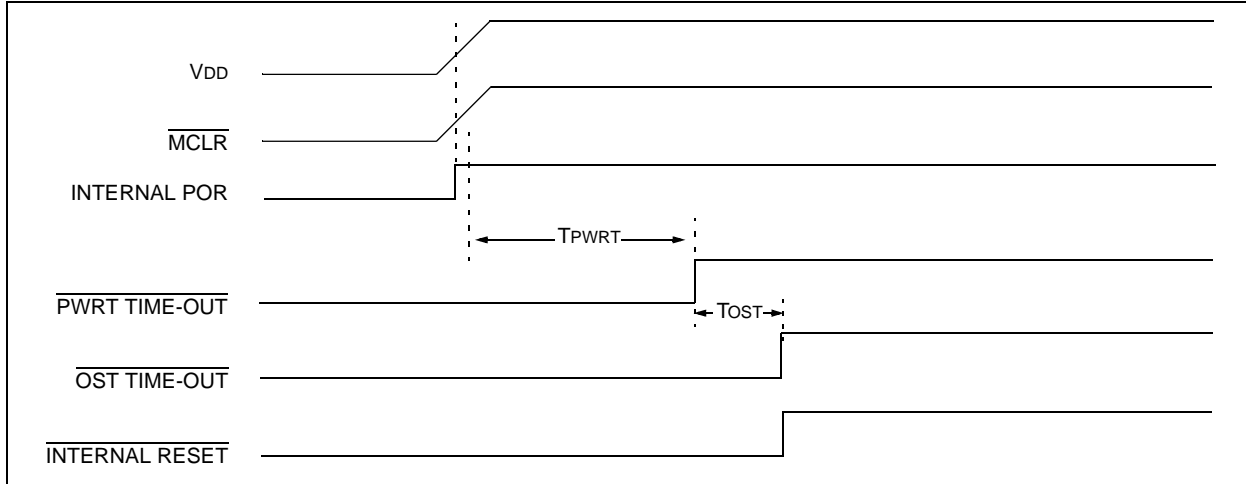 VDD
MCLR
INTERNAL POR
TPWRT
PWRT TIME-OUT
TOST
OST TIME-OUT
INTERNAL RESET